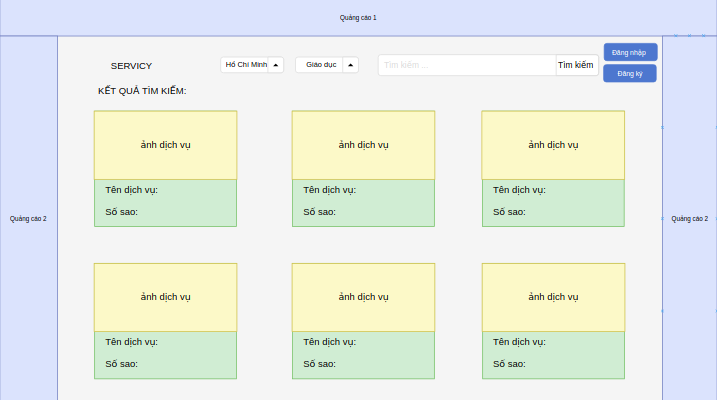 Quảng cáo 1
Đăng nhập
SERVICY
Hồ Chí Minh
Giáo dục
Tìm kiếm...
Tìm kiếm
Đăng ký
KẾT QUẢ TÌM KIẾM:
ảnh dịch vụ
ảnh dịch vụ
ảnh dịch vụ
Tên dịch vụ:
Tên dịch vụ:
Tên dịch vụ:
Số sao:
Số sao:
Số sao:
Quảng cáo 2
Quảng cáo 2
ảnh dịch vụ
ảnh dịch vụ
ảnh dịch vụ
Tên dịch vụ:
Tên dịch vụ:
Tên dịch vụ:
Số sao:
Số sao:
Số sao: